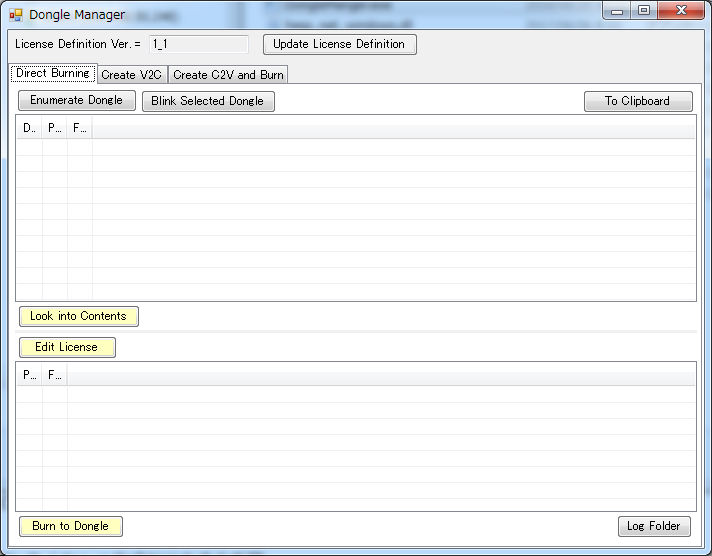 Dongle Manager
License Definition Ver. = 1_1 Update License Definition
Direct Burning Create V2C Create C2V and Burn
Enumerate Dongle Blink Selected Dongle To Clipboard
D.. P... F...
Look into Contents
Edit License
P... F...
Burn to Dongle Log Folder